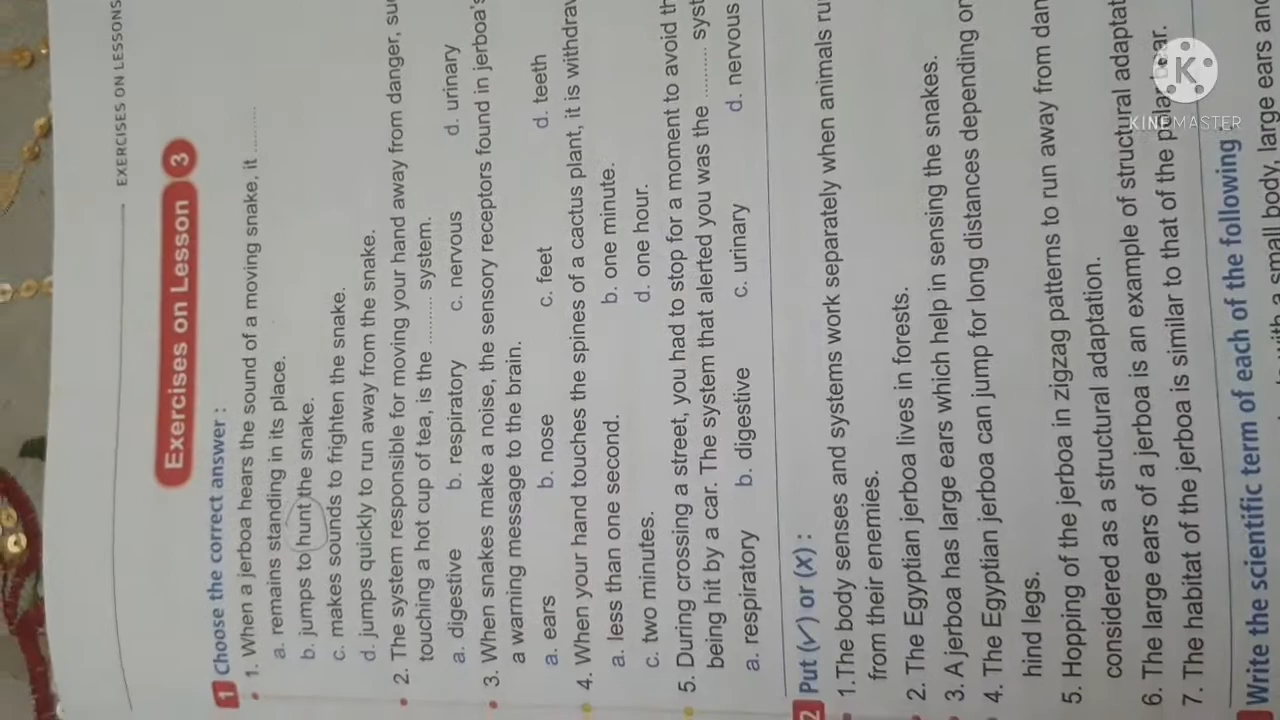 EXERCISES ON LESSONS
Exercises on Lesson 3
1 Choose the correct answer :
1. When a jerboa hears the sound of a moving snake, it ..........
a. remains standing in its place.
b. jumps to hunt the snake.
c. makes sounds to frighten the snake.
d. jumps quickly to run away from the snake.
2. The system responsible for moving your hand away from danger,
touching a hot cup of tea, is the .......... system.
a. digestive b. respiratory c. nervous d. urinary
3. When snakes make a noise, the sensory receptors found in jerboa's
a warning message to the brain.
a. ears b. nose c. feet d. teeth
4. When your hand touches the spines of a cactus plant, it is
a. less than one second. b. one minute.
c. two minutes. d. one hour.
5. During crossing a street, you had to stop for a moment to avoid
being hit by a car. The system that alerted you was the ..........
a. respiratory b. digestive c. urinary d. nervous
2 Put (✓) or (X) :
1.The body senses and systems work separately when animals
from their enemies.
2. The Egyptian jerboa lives in forests.
3. A jerboa has large ears which help in sensing the snakes.
4. The Egyptian jerboa can jump for long distances depending on
hind legs.
5. Hopping of the jerboa in zigzag patterns to run away from
considered as a structural adaptation.
6. The large ears of a jerboa is an example of structural
7. The habitat of the jerboa is similar to that of the bear.
Write the scientific term of each of the following
with a small body, large ears
K
KINEMASTER